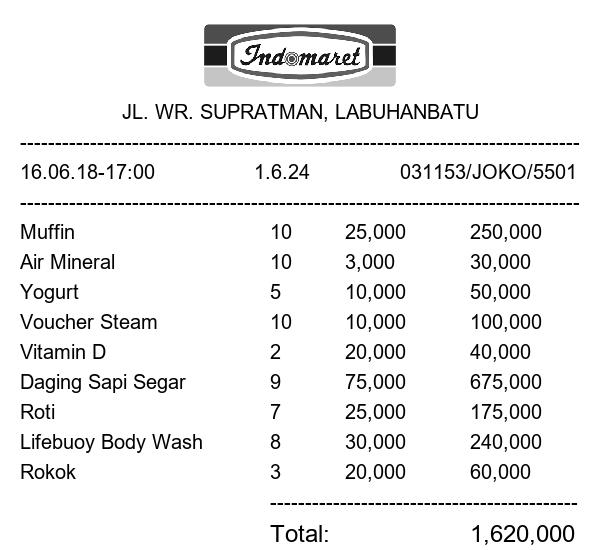 Indomaret
JL. WR. SUPRATMAN, LABUHANBATU
--------------------------------------------------------------------------------
16.06.18-17:00 1.6.24 031153/JOKO/5501
--------------------------------------------------------------------------------
Muffin 10 25,000 250,000
Air Mineral 10 3,000 30,000
Yogurt 5 10,000 50,000
Voucher Steam 10 10,000 100,000
Vitamin D 2 20,000 40,000
Daging Sapi Segar 9 75,000 675,000
Roti 7 25,000 175,000
Lifebuoy Body Wash 8 30,000 240,000
Rokok 3 20,000 60,000
--------------------------------------------
Total: 1,620,000